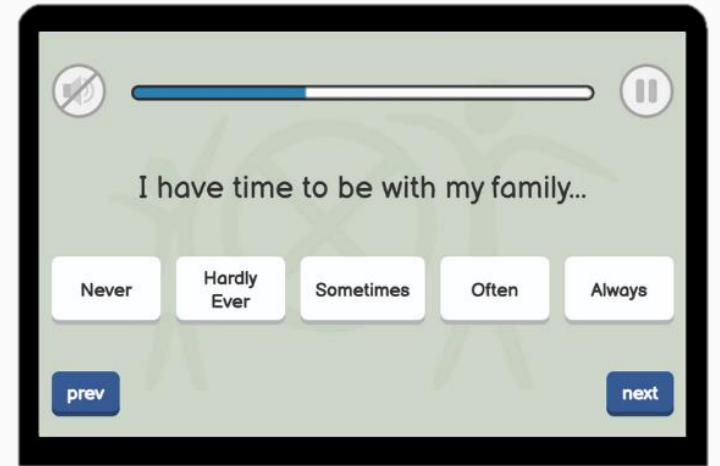 I have time to be with my family...
Never
Hardly
Ever
Sometimes
Often
Always
prev
next